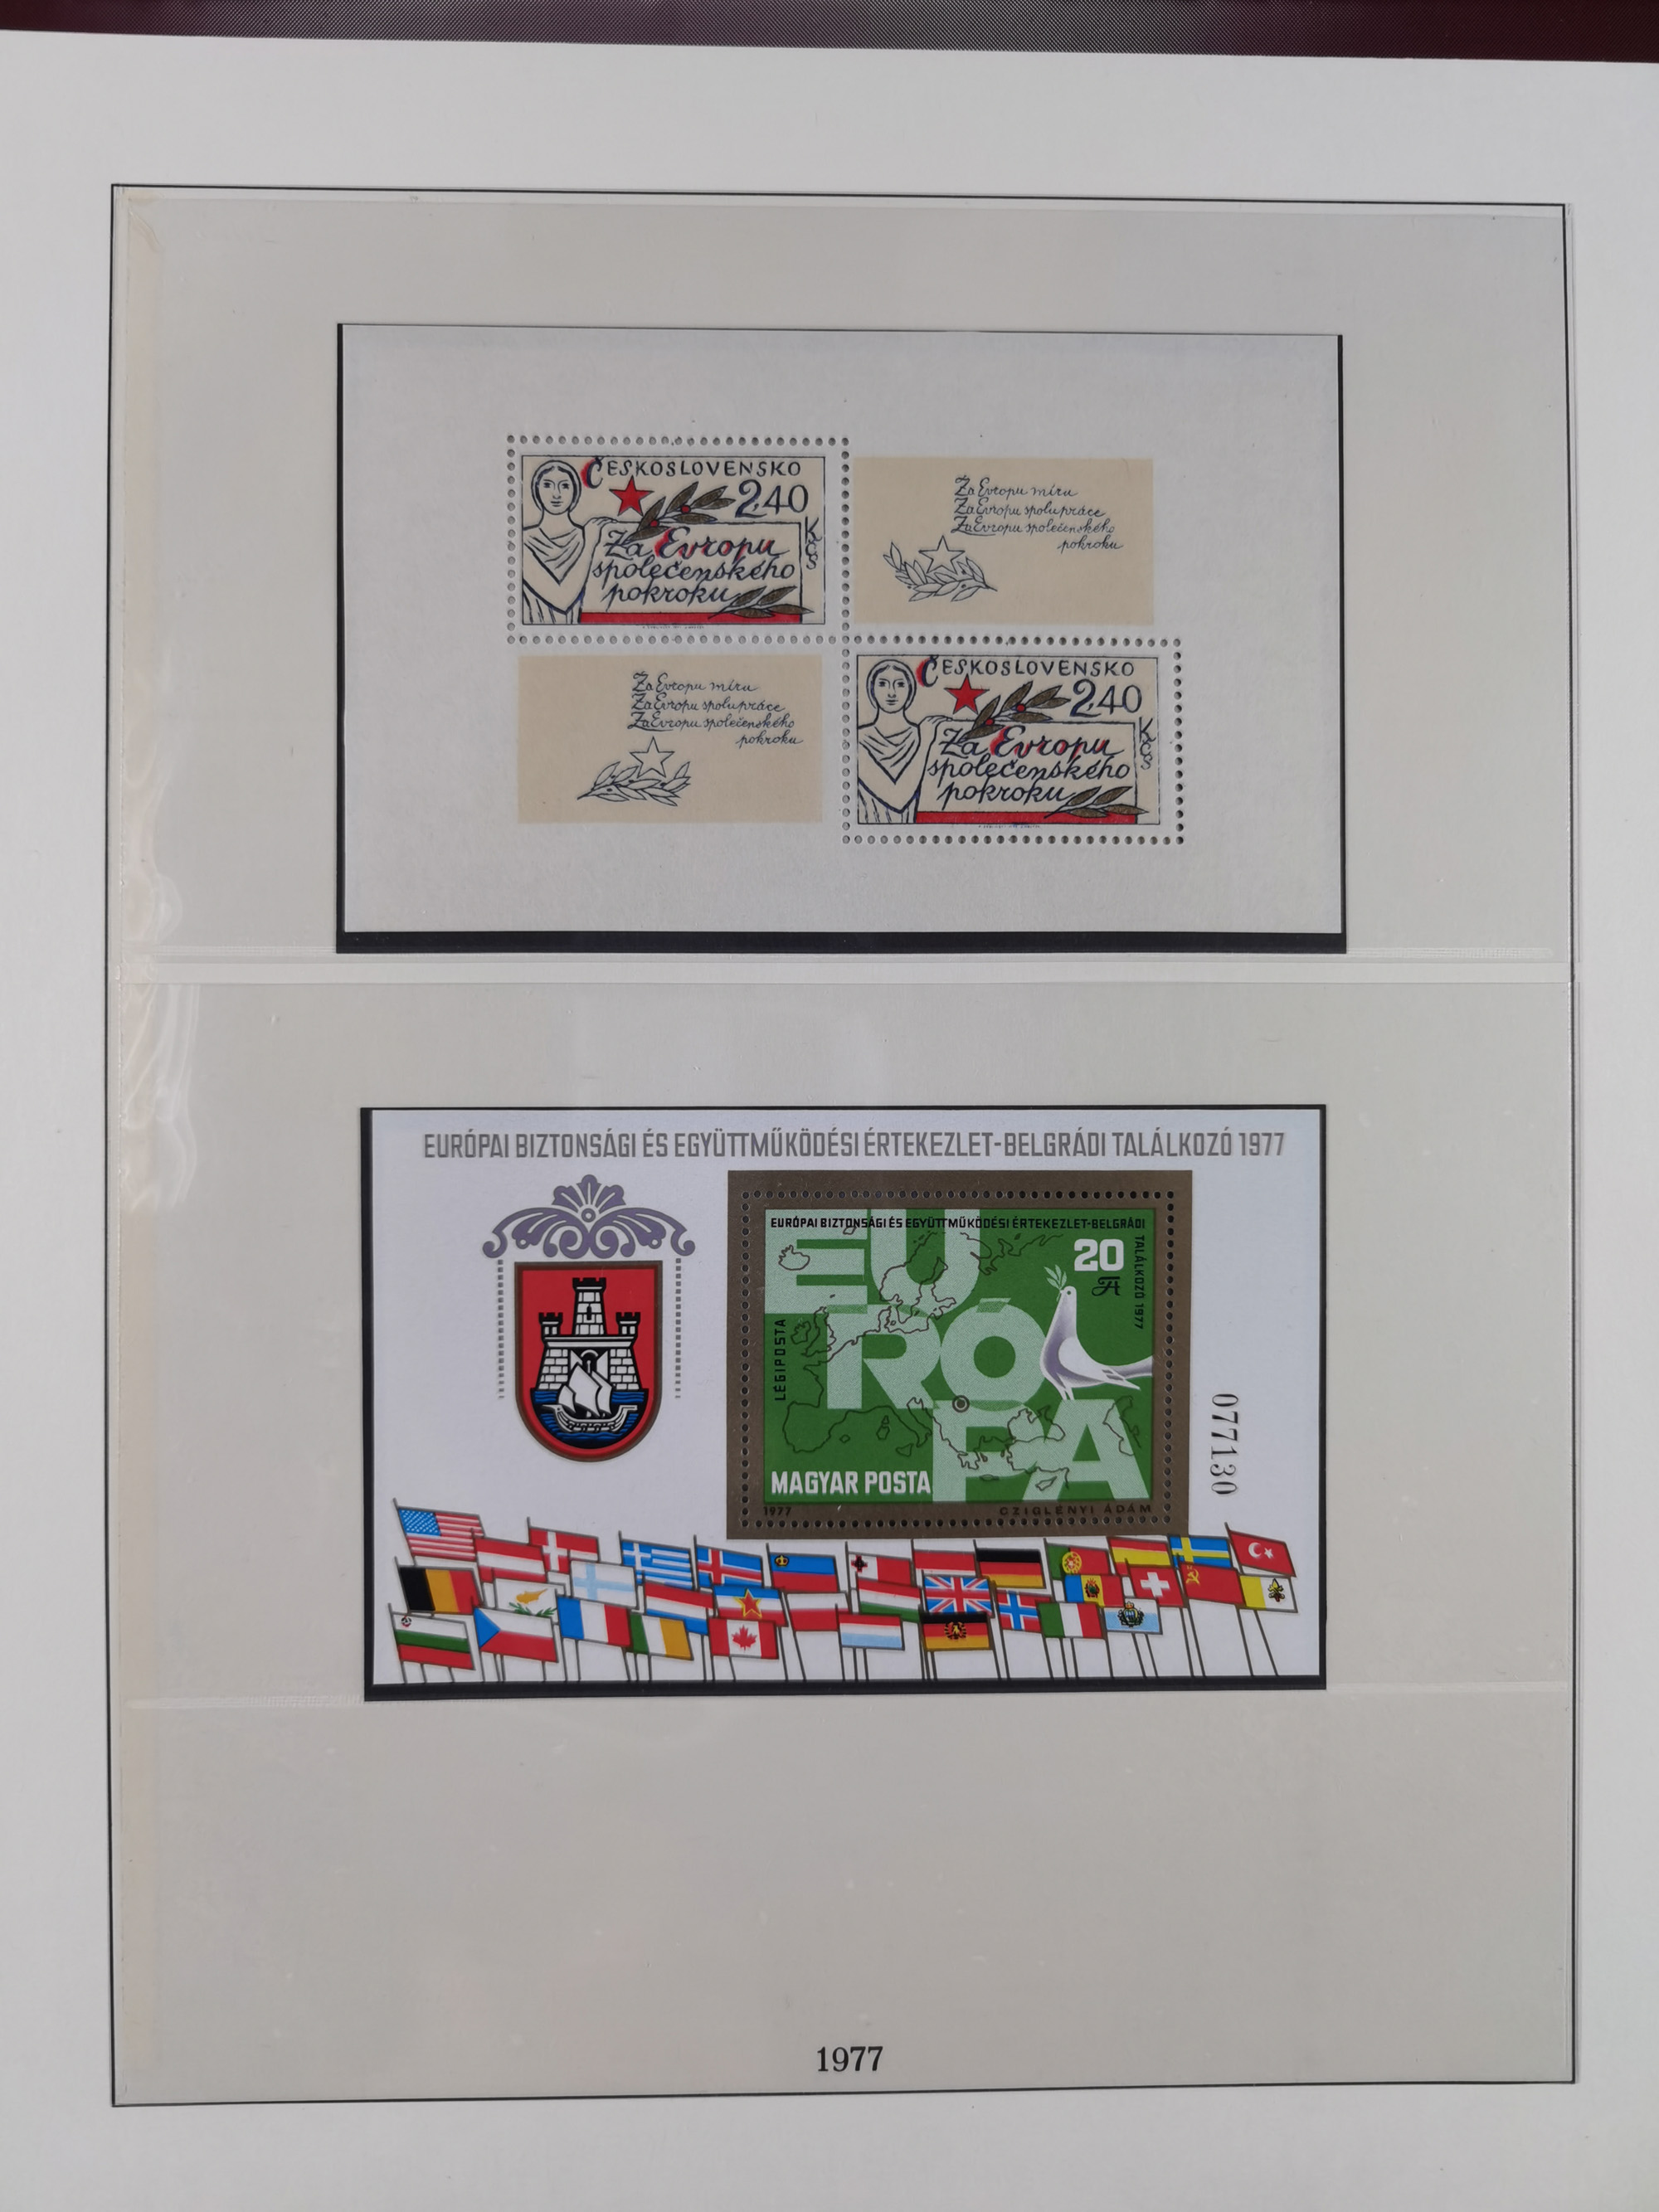 ČESKOSLOVENSKO
2,40
Kčs
Za Evropu
společenského
pokroku
Za Evropu míru
Za Evropu spolupráce
Za Evropu společenského
pokroku
Za Evropu míru
Za Evropu spolupráce
Za Evropu společenského
pokroku
ČESKOSLOVENSKO
2,40
Kčs
Za Evropu
společenského
pokroku
EURÓPAI BIZTONSÁGI ÉS EGYÜTTMŰKÖDÉSI ÉRTEKEZLET-BELGRÁDI TALÁLKOZÓ 1977
EURÓPAI BIZTONSÁGI ÉS EGYÜTTMŰKÖDÉSI ÉRTEKEZLET-BELGRÁDI
TALÁLKOZÓ 1977
20
Ft
EU
RÓ
PA
LÉGIPOSTA
MAGYAR POSTA
1977
CZIGLÉNYI ÁDÁM
077130
1977